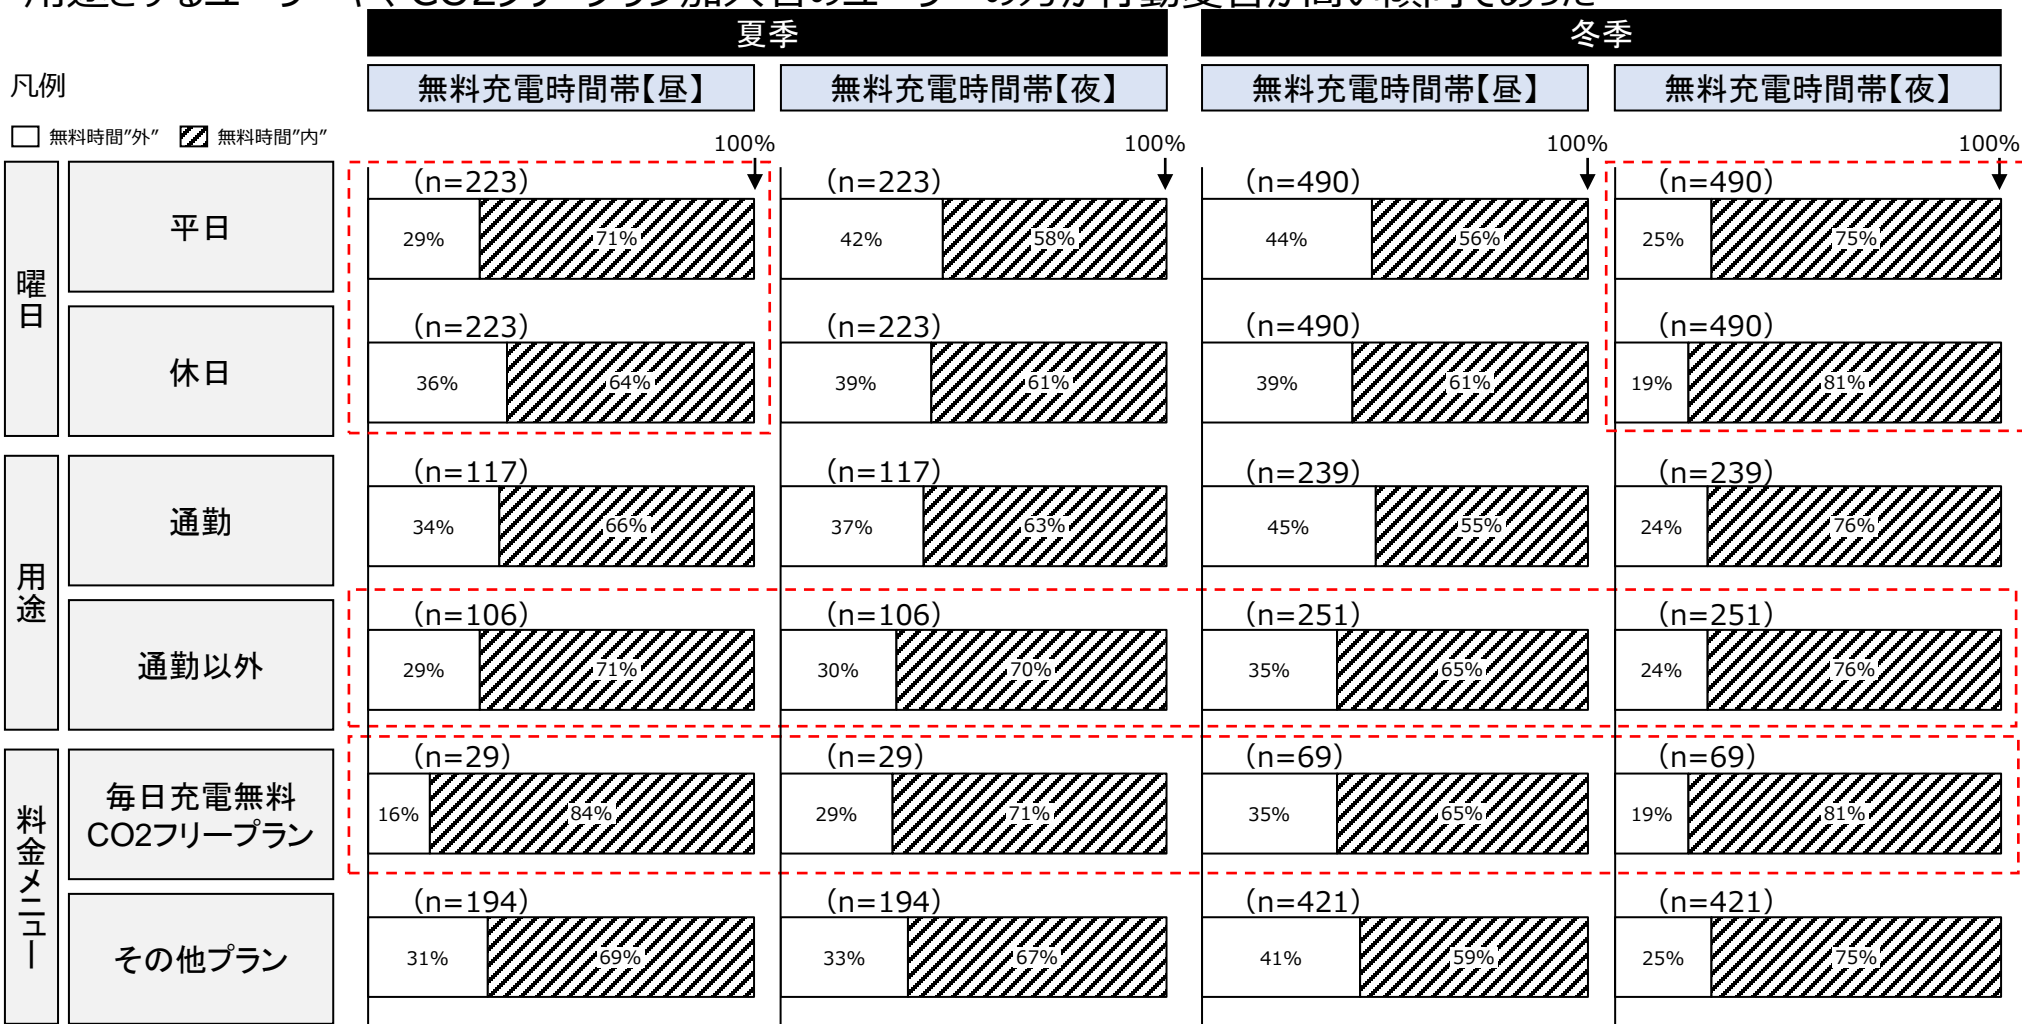 夏季
冬季
凡例
無料充電時間帯【昼】
無料充電時間帯【夜】
無料充電時間帯【昼】
無料充電時間帯【夜】
無料時間”外”
無料時間”内”
100%
100%
100%
100%
曜日
平日
(n=223)
29%
71%
(n=223)
42%
58%
(n=490)
44%
56%
(n=490)
25%
75%
休日
(n=223)
36%
64%
(n=223)
39%
61%
(n=490)
39%
61%
(n=490)
19%
81%
用途
通勤
(n=117)
34%
66%
(n=117)
37%
63%
(n=239)
45%
55%
(n=239)
24%
76%
通勤以外
(n=106)
29%
71%
(n=106)
30%
70%
(n=251)
35%
65%
(n=251)
24%
76%
料金メニュー
毎日充電無料
CO2フリープラン
(n=29)
16%
84%
(n=29)
29%
71%
(n=69)
35%
65%
(n=69)
19%
81%
その他プラン
(n=194)
31%
69%
(n=194)
33%
67%
(n=421)
41%
59%
(n=421)
25%
75%